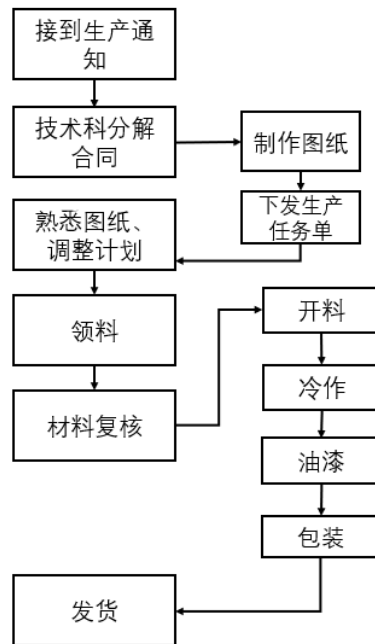 接到生产通
知
技术科分解
合同
制作图纸
下发生产
任务单
熟悉图纸、
调整计划
领料
材料复核
开料
冷作
油漆
包装
发货